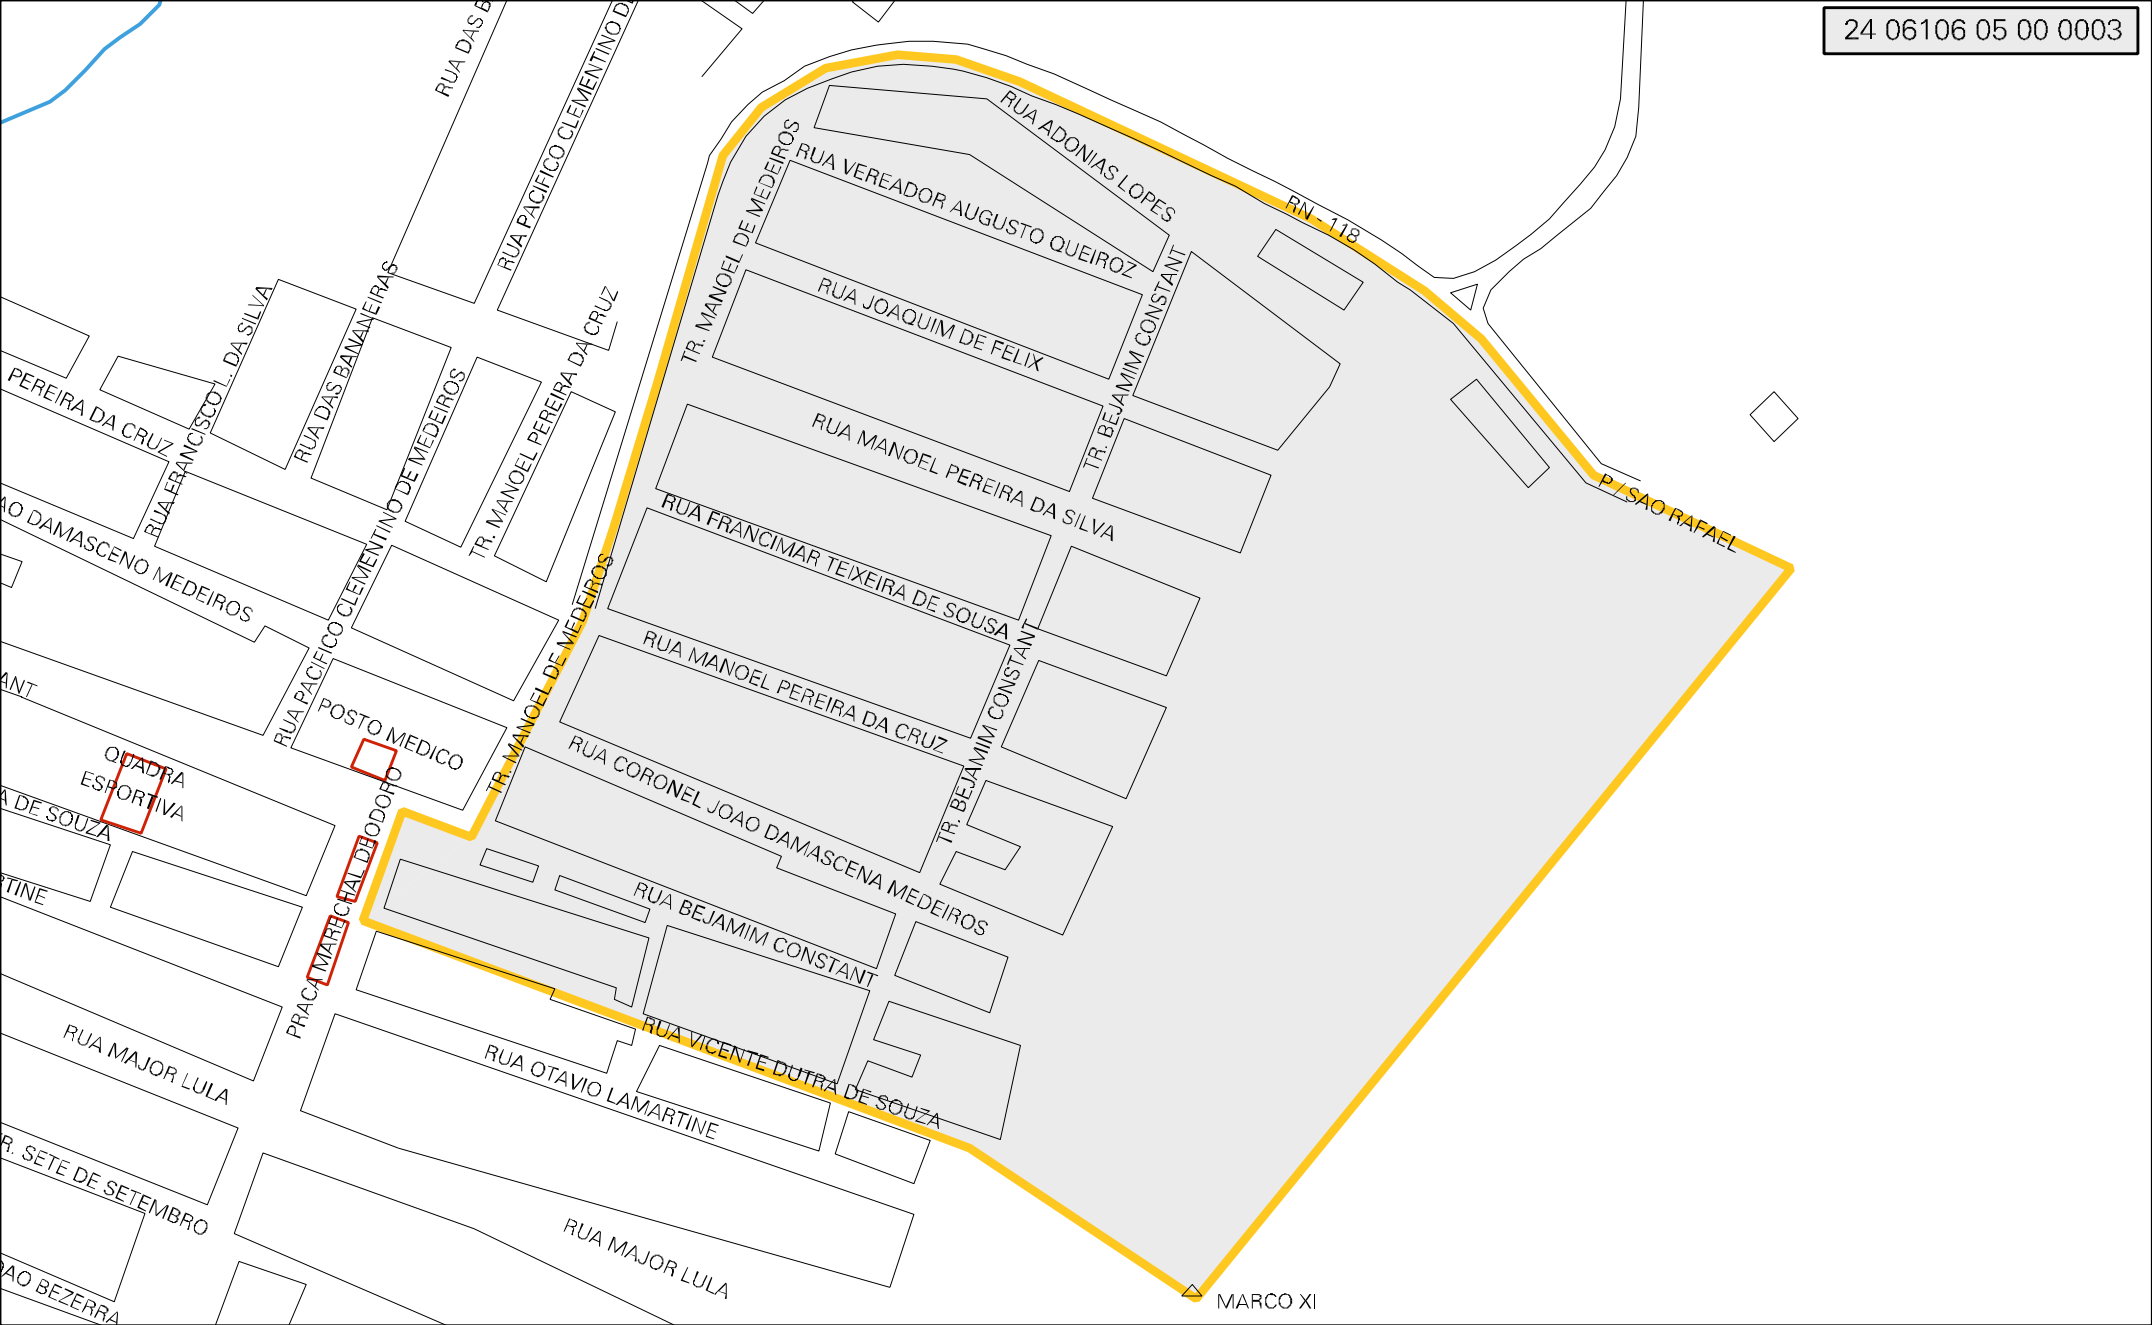 24 06106 05 00 0003
RUA DAS B
RUA PACIFICO CLEMENTINO DE
RUA ADONIAS LOPES
TR. MANOEL DE MEDEIROS
RUA VEREADOR AUGUSTO QUEIROZ
RN - 118
RUA JOAQUIM DE FELIX
TR. BEJAMIM CONSTANT
RUA FRANCISCO L. DA SILVA
RUA DAS BANANEIRAS
TR. MANOEL PEREIRA DA CRUZ
PEREIRA DA CRUZ
RUA PACIFICO CLEMENTINO DE MEDEIROS
RUA MANOEL PEREIRA DA SILVA
P / SAO RAFAEL
AO DAMASCENO MEDEIROS
RUA FRANCIMAR TEIXEIRA DE SOUSA
TR. MANOEL DE MEDEIROS
RUA MANOEL PEREIRA DA CRUZ
TR. BEJAMIM CONSTANT
ANT
POSTO MEDICO
QUADRA
ESPORTIVA
RUA CORONEL JOAO DAMASCENA MEDEIROS
A DE SOUZA
PRACA MARECHAL DEODORO
RTINE
RUA BEJAMIM CONSTANT
RUA VICENTE DUTRA DE SOUZA
RUA MAJOR LULA
RUA OTAVIO LAMARTINE
R. SETE DE SETEMBRO
RUA MAJOR LULA
OAO BEZERRA
MARCO XI